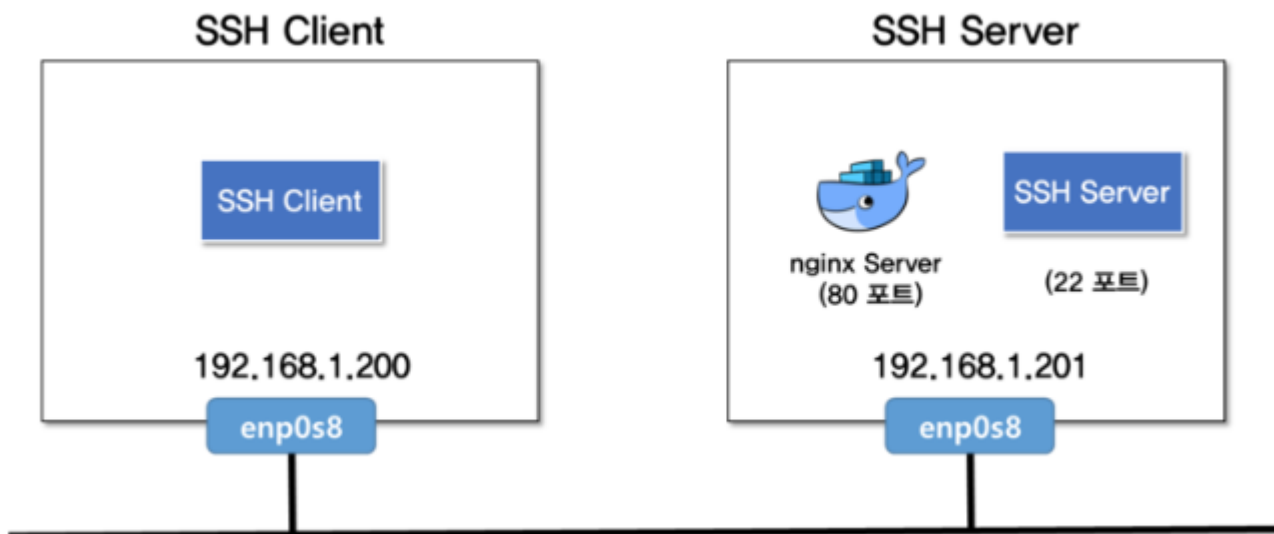 SSH Client
SSH Server
SSH Client
SSH Server
nginx Server
(80 포트)
(22 포트)
192.168.1.200
192.168.1.201
enp0s8
enp0s8